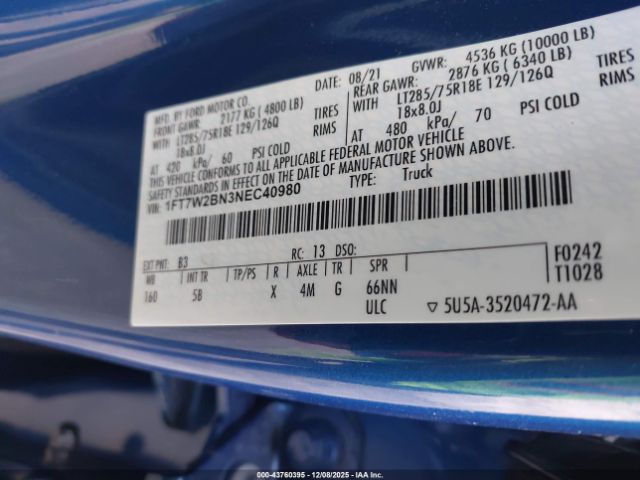 MFD. BY FORD MOTOR CO.
DATE: 08/21 GVWR: 4536 KG (10000 LB)
FRONT GAWR: 2177 KG (4800 LB) REAR GAWR: 2876 KG (6340 LB)
WITH LT285/75R18E 129/126Q TIRES WITH LT285/75R18E 129/126Q TIRES
18x8.0J RIMS 18x8.0J RIMS
AT 420 kPa/ 60 PSI COLD AT 480 kPa/ 70 PSI COLD
THIS VEHICLE CONFORMS TO ALL APPLICABLE FEDERAL MOTOR VEHICLE
SAFETY STANDARDS IN EFFECT ON THE DATE OF MANUFACTURE SHOWN ABOVE.
VIN: 1FT7W2BN3NEC40980 TYPE: Truck
EXT PNT: B3 RC: 13 DSO: F0242
WB INT TR TP/PS R AXLE TR SPR T1028
160 5B X 4M G 66NN
ULC ▽ 5U5A-3520472-AA
000-43760395 - 12/08/2025 - IAAI.COM